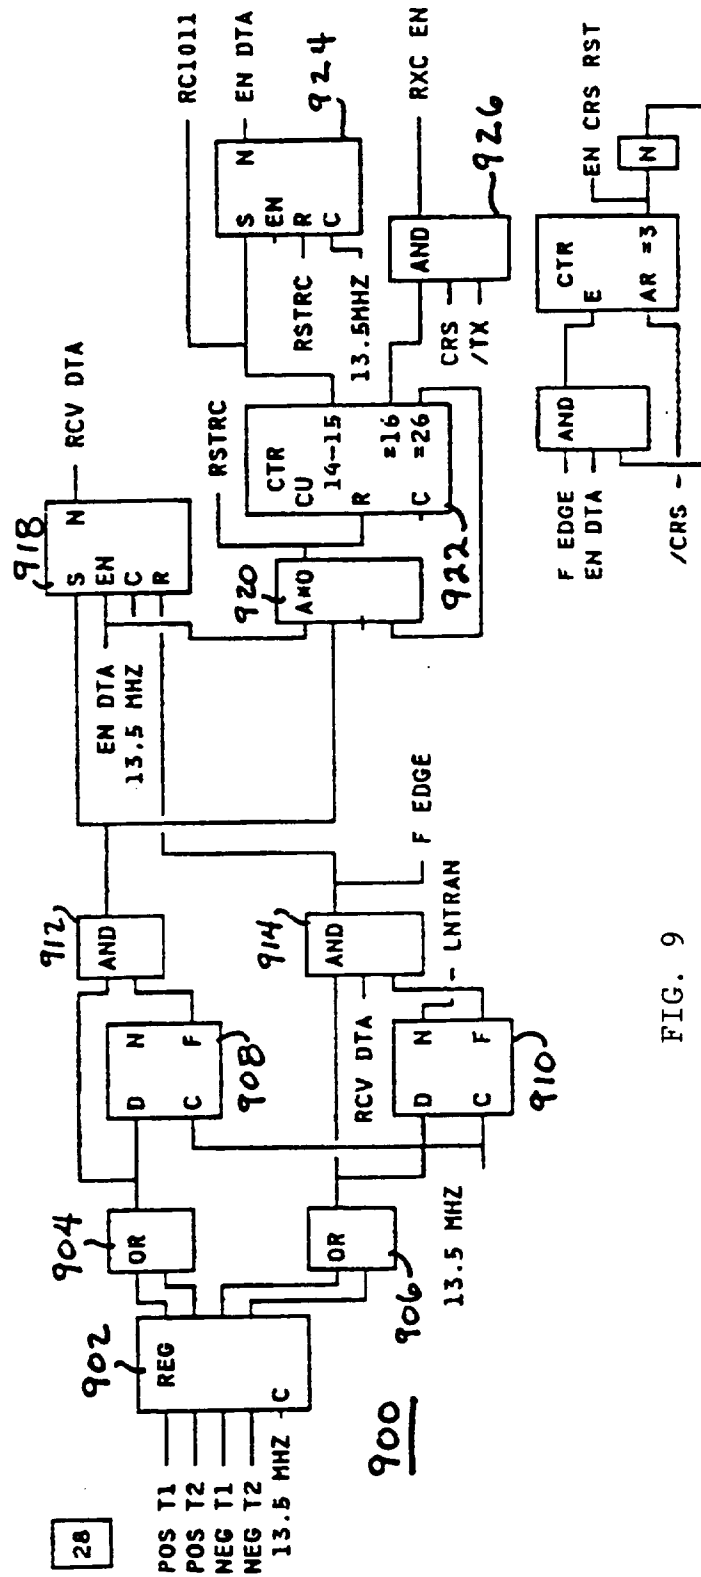 28
POS T1
POS T2
NEG T1
NEG T2
13.5 MHZ
REG
C
902
900
904
OR
OR
906
13.5 MHZ
D N
C F
908
RCV DTA
D N
C F
910
LNTRAN
912
AND
914
AND
F EDGE
EN DTA
13.5 MHZ
918
S N
EN
C
R
RCV DTA
920
AND
RSTRC
CTR
CU
14-15
R =16
C =26
922
RC1011
S N
EN
R
C
EN DTA
924
RSTRC
13.5MHZ
CRS
/TX
AND
926
RXC EN
F EDGE
EN DTA
AND
/CRS
CTR
E
AR =3
EN CRS RST
N
FIG. 9